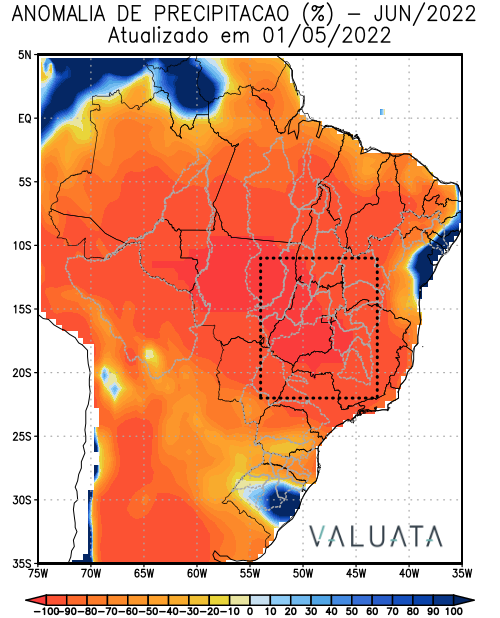 ANOMALIA DE PRECIPITACAO (%) – JUN/2022
Atualizado em 01/05/2022
5N
EQ
5S
10S
15S
20S
25S
30S
35S
VALUATA
75W 70W 65W 60W 55W 50W 45W 40W 35W
-100 -90 -80 -70 -60 -50 -40 -30 -20 -10 0 10 20 30 40 50 60 70 80 90 100